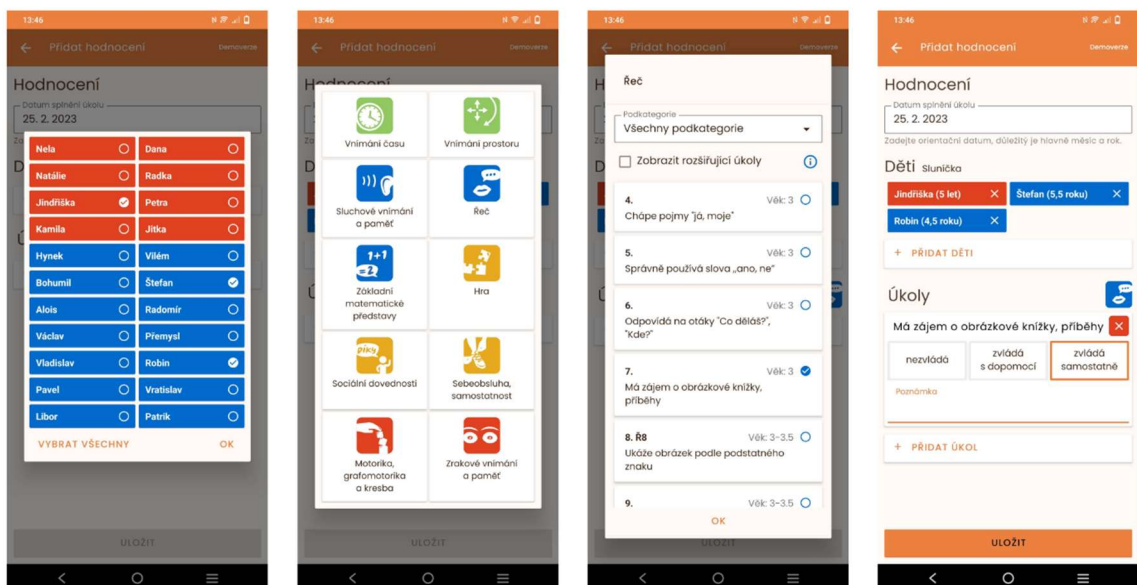 13:46
Přidat hodnocení
Demoverze
Hodnocení
Datum splnění úkolu
25. 2. 2023
Nela
Dana
Natálie
Radka
Jindřiška
Petra
Kamila
Jitka
Hynek
Vilém
Bohumil
Štefan
Alois
Radomír
Václav
Přemysl
Vladislav
Robin
Pavel
Vratislav
Libor
Patrik
VYBRAT VŠECHNY
OK
ULOŽIT
13:46
Přidat hodnocení
Demoverze
Vnímání času
Vnímání prostoru
Sluchové vnímání
a paměť
Řeč
1+1
=2
Základní
matematické
představy
Hra
Díky
Sociální dovednosti
Sebeobsluha,
samostatnost
Motorika,
grafomotorika
a kresba
Zrakové vnímání
a paměť
ULOŽIT
13:46
Přidat hodnocení
Demoverze
Řeč
Podkategorie
Všechny podkategorie
Zobrazit rozšiřující úkoly
4.
Věk: 3
Chápe pojmy "já, moje"
5.
Věk: 3
Správně používá slova „ano, ne“
6.
Věk: 3
Odpovídá na otáky "Co děláš?",
"Kde?"
7.
Věk: 3
Má zájem o obrázkové knížky,
příběhy
8. Ř8
Věk: 3-3.5
Ukáže obrázek podle podstatného
znaku
9.
Věk: 3-3.5
OK
ULOŽIT
13:46
Přidat hodnocení
Demoverze
Hodnocení
Datum splnění úkolu
25. 2. 2023
Zadejte orientační datum, důležitý je hlavně měsíc a rok.
Děti Sluníčka
Jindřiška (5 let)
Štefan (5,5 roku)
Robin (4,5 roku)
+ PŘIDAT DĚTI
Úkoly
Má zájem o obrázkové knížky, příběhy
nezvládá
zvládá
s dopomocí
zvládá
samostatně
Poznámka
+ PŘIDAT ÚKOL
ULOŽIT